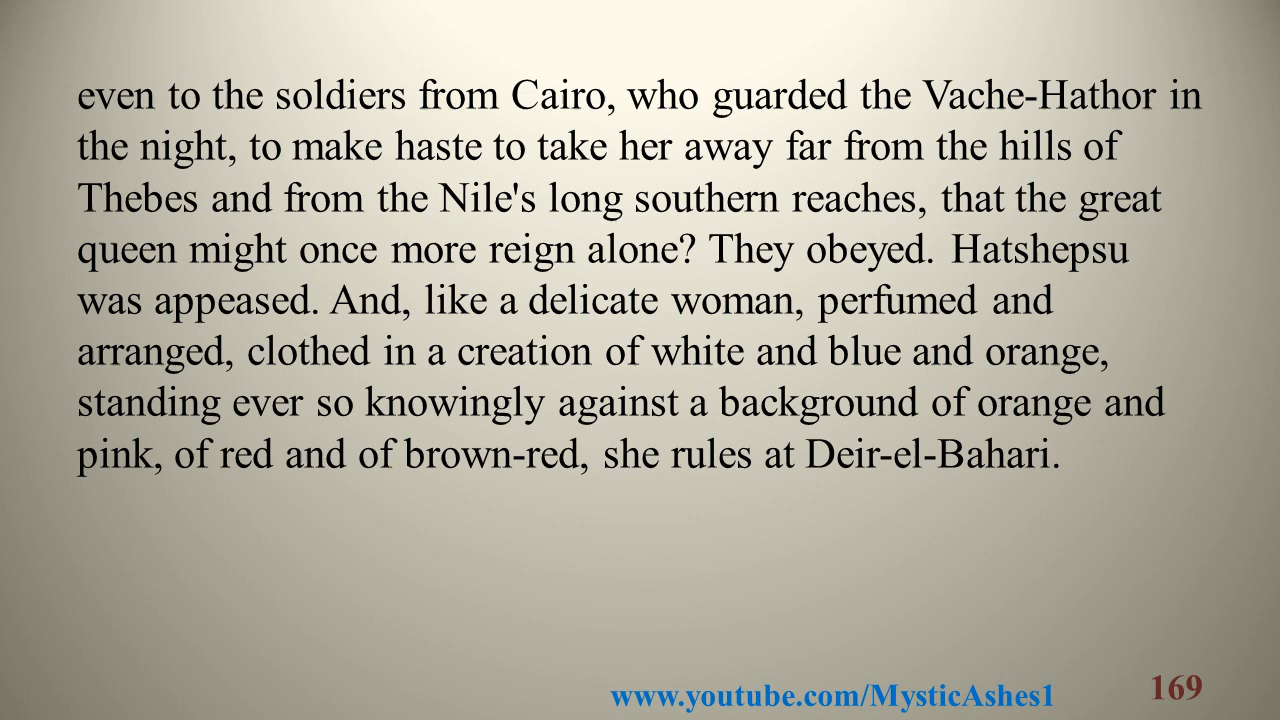 even to the soldiers from Cairo, who guarded the Vache-Hathor in
the night, to make haste to take her away far from the hills of
Thebes and from the Nile's long southern reaches, that the great
queen might once more reign alone? They obeyed. Hatshepsu
was appeased. And, like a delicate woman, perfumed and
arranged, clothed in a creation of white and blue and orange,
standing ever so knowingly against a background of orange and
pink, of red and of brown-red, she rules at Deir-el-Bahari.
www.youtube.com/MysticAshes1
169